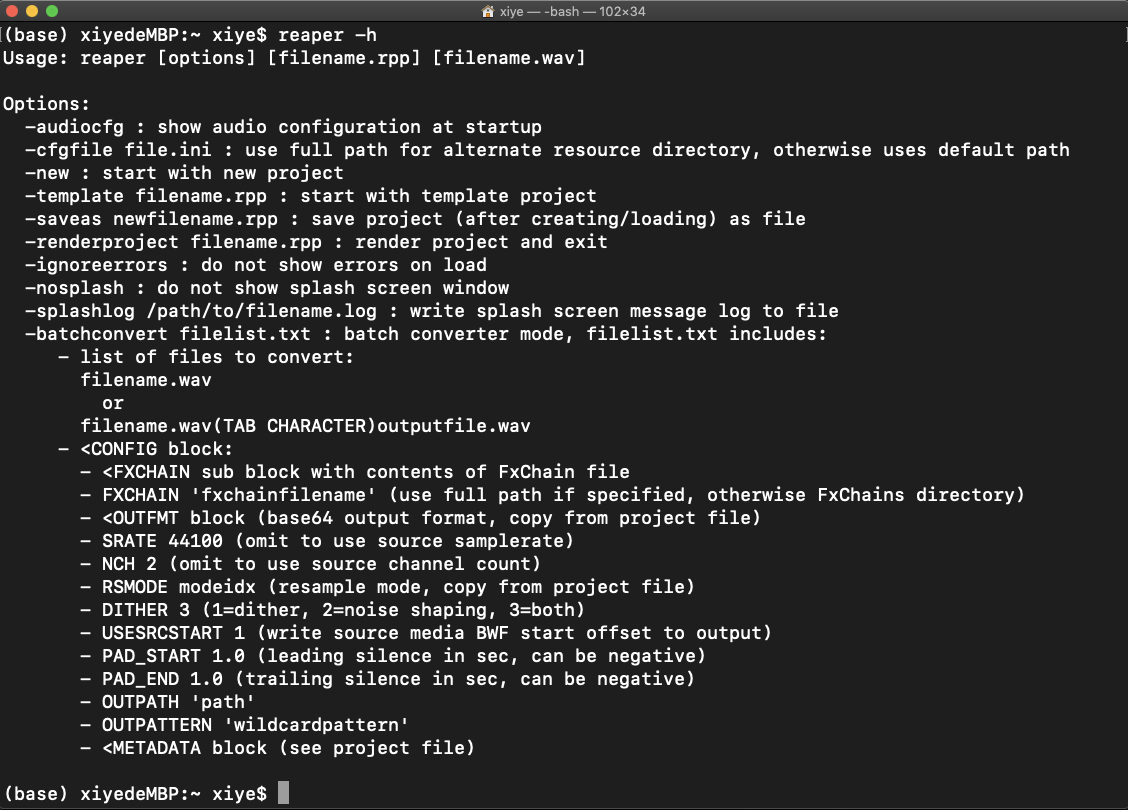 xiye — -bash — 102×34
(base) xiyedeMBP:~ xiye$ reaper -h
Usage: reaper [options] [filename.rpp] [filename.wav]

Options:
  -audiocfg : show audio configuration at startup
  -cfgfile file.ini : use full path for alternate resource directory, otherwise uses default path
  -new : start with new project
  -template filename.rpp : start with template project
  -saveas newfilename.rpp : save project (after creating/loading) as file
  -renderproject filename.rpp : render project and exit
  -ignoreerrors : do not show errors on load
  -nosplash : do not show splash screen window
  -splashlog /path/to/filename.log : write splash screen message log to file
  -batchconvert filelist.txt : batch converter mode, filelist.txt includes:
     - list of files to convert:
       filename.wav
         or
       filename.wav(TAB CHARACTER)outputfile.wav
     - <CONFIG block:
       - <FXCHAIN sub block with contents of FxChain file
       - FXCHAIN 'fxchainfilename' (use full path if specified, otherwise FxChains directory)
       - <OUTFMT block (base64 output format, copy from project file)
       - SRATE 44100 (omit to use source samplerate)
       - NCH 2 (omit to use source channel count)
       - RSMODE modeidx (resample mode, copy from project file)
       - DITHER 3 (1=dither, 2=noise shaping, 3=both)
       - USESRCSTART 1 (write source media BWF start offset to output)
       - PAD_START 1.0 (leading silence in sec, can be negative)
       - PAD_END 1.0 (trailing silence in sec, can be negative)
       - OUTPATH 'path'
       - OUTPATTERN 'wildcardpattern'
       - <METADATA block (see project file)

(base) xiyedeMBP:~ xiye$